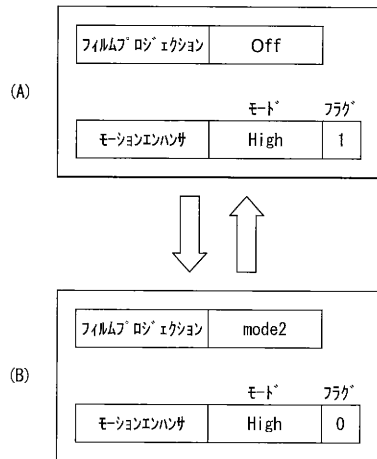 (A)
ﾌｨﾙﾑﾌﾟﾛｼﾞｪｸｼｮﾝ Off
ﾓｰﾄﾞ ﾌﾗｸﾞ
ﾓｰｼｮﾝｴﾝﾊﾝｻ High 1
(B)
ﾌｨﾙﾑﾌﾟﾛｼﾞｪｸｼｮﾝ mode2
ﾓｰﾄﾞ ﾌﾗｸﾞ
ﾓｰｼｮﾝｴﾝﾊﾝｻ High 0